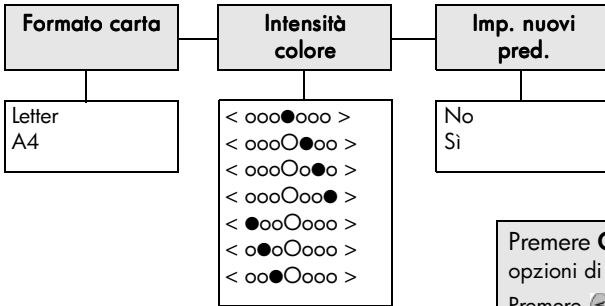 Formato carta
Intensità
colore
Imp. nuovi
pred.
Letter
A4
< ooo●ooo >
< oooO●oo >
< oooOo●o >
< oooOoo● >
< ●ooOooo >
< o●oOooo >
< oo●Oooo >
No
Sì
Premere
opzioni di
Premere